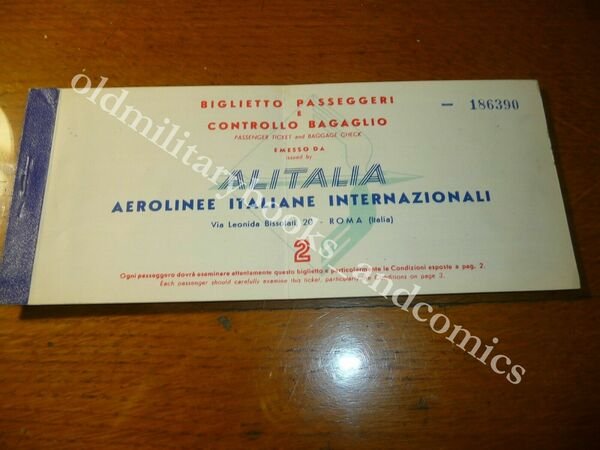 BIGLIETTO PASSEGGERI
E
CONTROLLO BAGAGLIO
PASSENGER TICKET and BAGGAGE CHECK
— 186390
EMESSO DA
issued by
ALITALIA
AEROLINEE ITALIANE INTERNAZIONALI
Via Leonida Bissolati, 20 - ROMA (Italia)
2
Ogni passeggero dovrà esaminare attentamente questo biglietto e particolarmente le Condizioni esposte a pag. 2.
Each passenger should carefully examine this ticket, particularly the Conditions on page 2.
oldmilitarybooks_andcomics